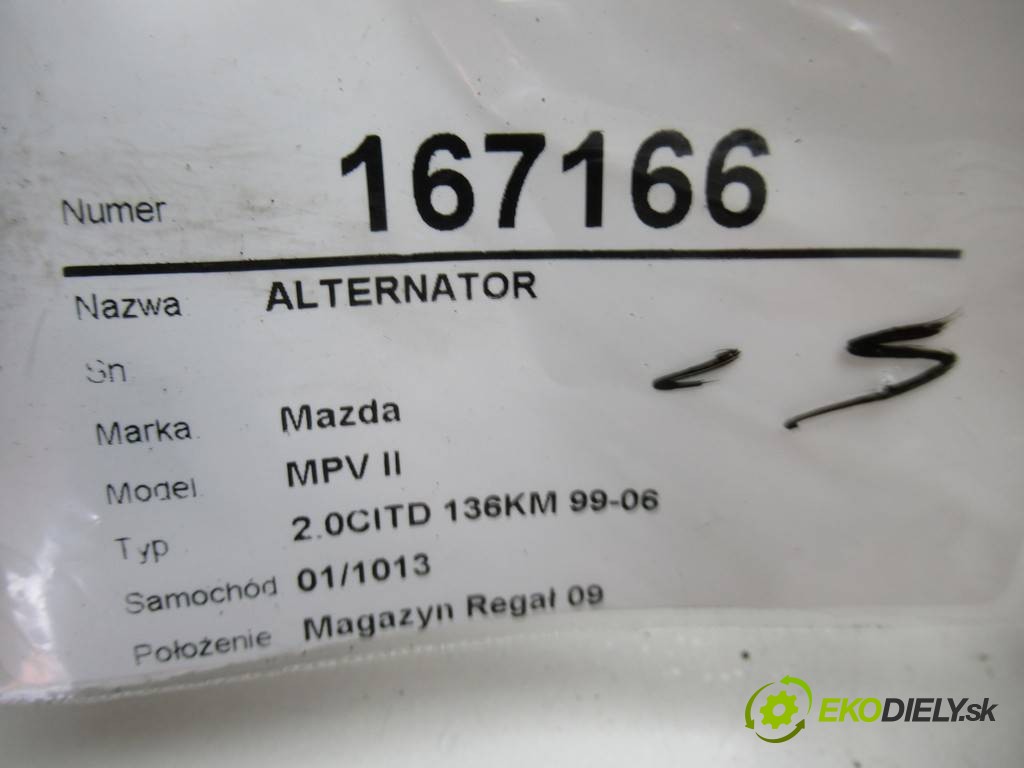 Numer 167166
Nazwa ALTERNATOR
Sn
Marka Mazda
Model MPV II
Typ 2.0CITD 136KM 99-06
Samochód 01/1013
Położenie Magazyn Regał 09
EKODIELY.sk